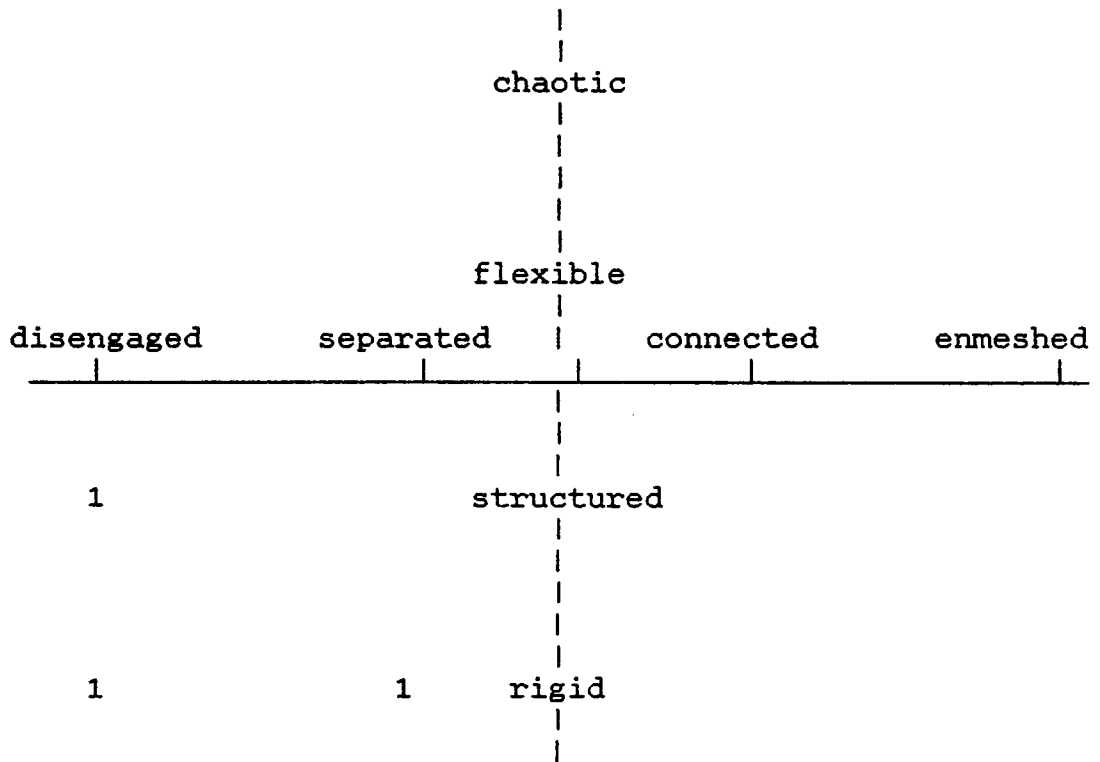 chaotic
flexible
disengaged separated connected enmeshed
1 structured
1 1 rigid